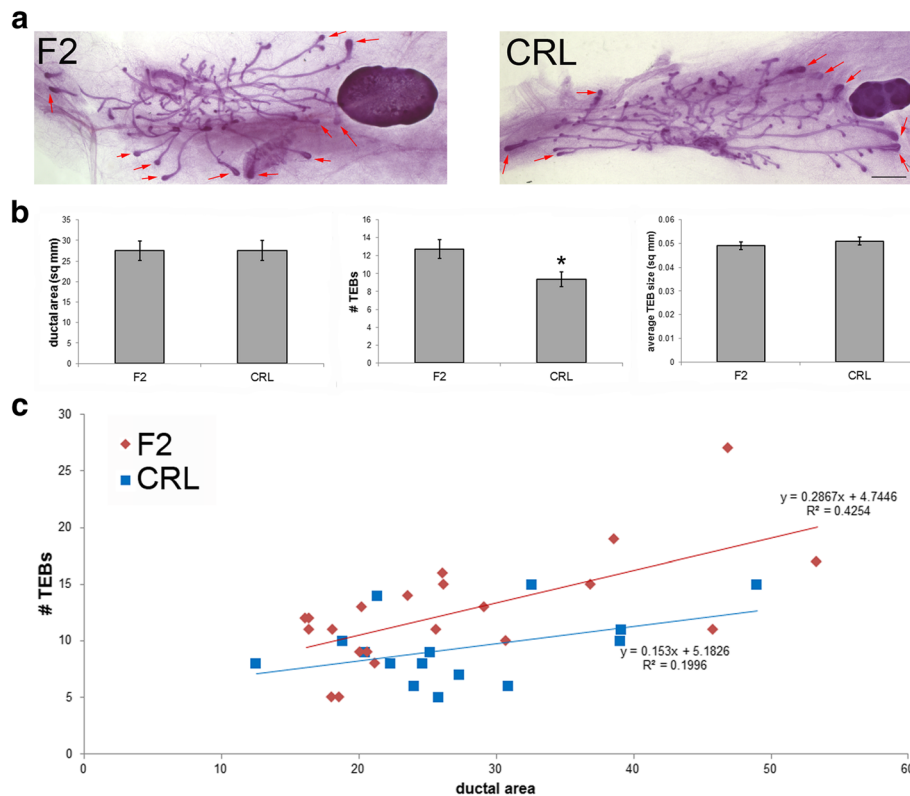 a
F2
CRL
b
ductal area (sq mm)
35
30
25
20
15
10
5
0
F2
CRL
# TEBs
16
14
12
10
8
6
4
2
0
*
F2
CRL
average TEB size (sq mm)
0.06
0.05
0.04
0.03
0.02
0.01
0
F2
CRL
c
# TEBs
30
25
20
15
10
5
0
F2
CRL
y = 0.2867x + 4.7446
R² = 0.4254
y = 0.153x + 5.1826
R² = 0.1996
0 10 20 30 40 50 60
ductal area